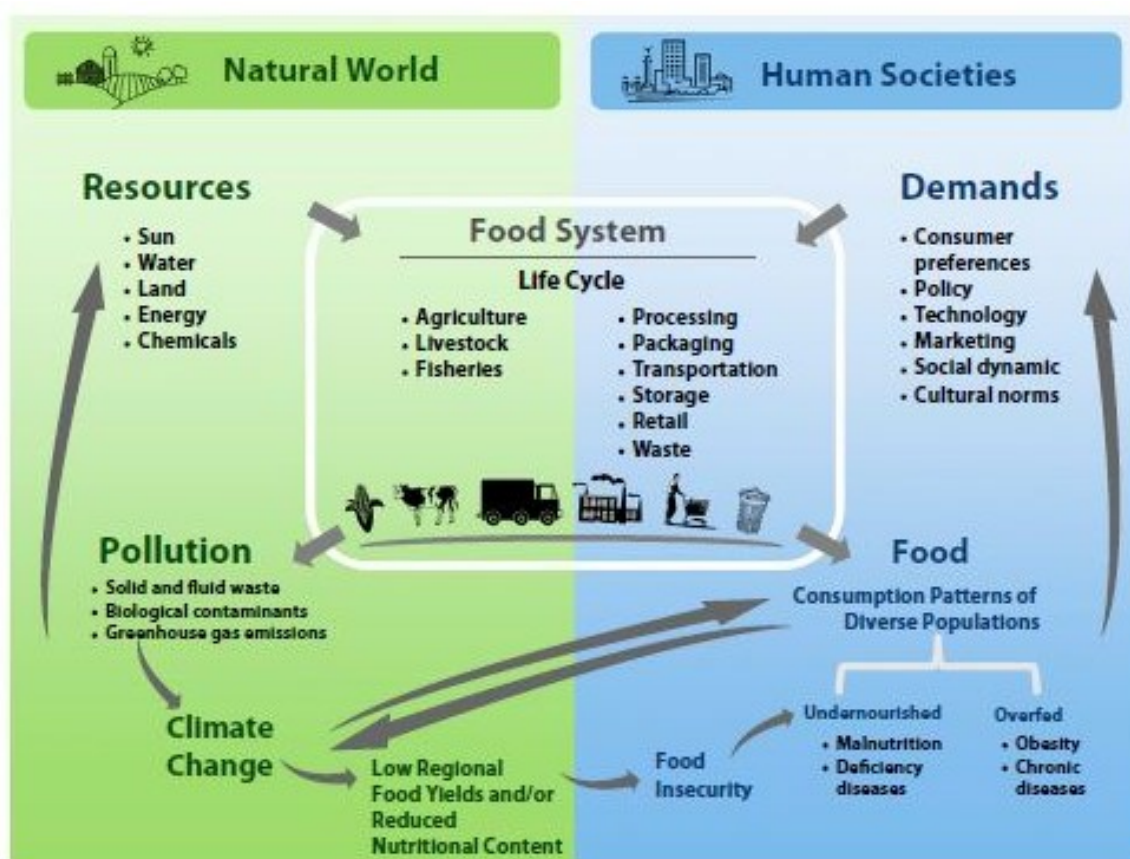 Natural World
Human Societies
Resources
• Sun
• Water
• Land
• Energy
• Chemicals
Food System
Life Cycle
• Agriculture
• Livestock
• Fisheries
• Processing
• Packaging
• Transportation
• Storage
• Retail
• Waste
Demands
• Consumer
preferences
• Policy
• Technology
• Marketing
• Social dynamic
• Cultural norms
Pollution
• Solid and fluid waste
• Biological contaminants
• Greenhouse gas emissions
Food
Consumption Patterns of
Diverse Populations
Climate
Change
Low Regional
Food Yields and/or
Reduced
Nutritional Content
Food
Insecurity
Undernourished
• Malnutrition
• Deficiency
diseases
Overfed
• Obesity
• Chronic
diseases